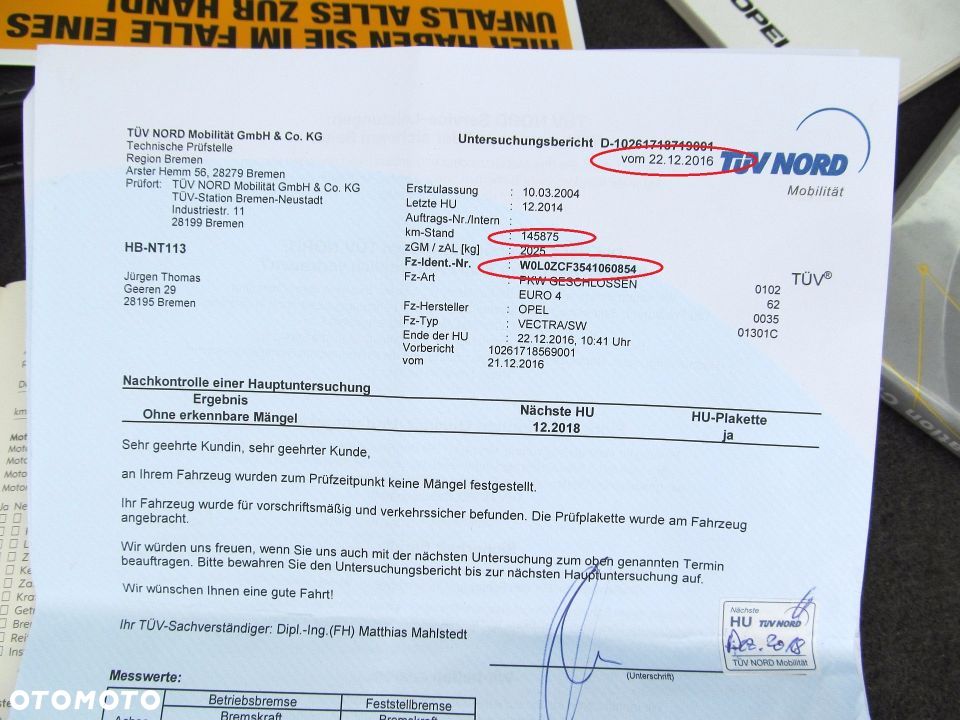 HIER HABEN SIE IM FALLE EINES
UNFALLS ALLES ZUR HAND!
OPEL
TÜV NORD Mobilität GmbH & Co. KG
Technische Prüfstelle
Region Bremen
Arster Hemm 56, 28279 Bremen
Prüfort: TÜV NORD Mobilität GmbH & Co. KG
TÜV-Station Bremen-Neustadt
Industriestr. 11
28199 Bremen
HB-NT113
Jürgen Thomas
Geeren 29
28195 Bremen
Untersuchungsbericht D-10261718719001
vom 22.12.2016
TÜV NORD
Mobilität
Erstzulassung : 10.03.2004
Letzte HU : 12.2014
Auftrags-Nr./Intern :
km-Stand : 145875
zGM / zAL [kg] : 2025
Fz-Ident.-Nr. : W0L0ZCF3541060854
Fz-Art : PKW GESCHLOSSEN
EURO 4
Fz-Hersteller : OPEL
Fz-Typ : VECTRA/SW
Ende der HU : 22.12.2016, 10:41 Uhr
Vorbericht 10261718569001
vom 21.12.2016
TÜV®
0102
62
0035
01301C
Nachkontrolle einer Hauptuntersuchung
Ergebnis Nächste HU HU-Plakette
Ohne erkennbare Mängel 12.2018 ja
Sehr geehrte Kundin, sehr geehrter Kunde,
an Ihrem Fahrzeug wurden zum Prüfzeitpunkt keine Mängel festgestellt.
Ihr Fahrzeug wurde für vorschriftsmäßig und verkehrssicher befunden. Die Prüfplakette wurde am Fahrzeug
angebracht.
Wir würden uns freuen, wenn Sie uns auch mit der nächsten Untersuchung zum oben genannten Termin
beauftragen. Bitte bewahren Sie den Untersuchungsbericht bis zur nächsten Hauptuntersuchung auf.
Wir wünschen Ihnen eine gute Fahrt!
Ihr TÜV-Sachverständiger: Dipl.-Ing.(FH) Matthias Mahlstedt
(Unterschrift)
Nächste
HU TÜV NORD
Dez. 2018
TÜV NORD Mobilität
Messwerte:
Betriebsbremse Feststellbremse
Bremskraft Bremskraft
Achse
OTOMOTO